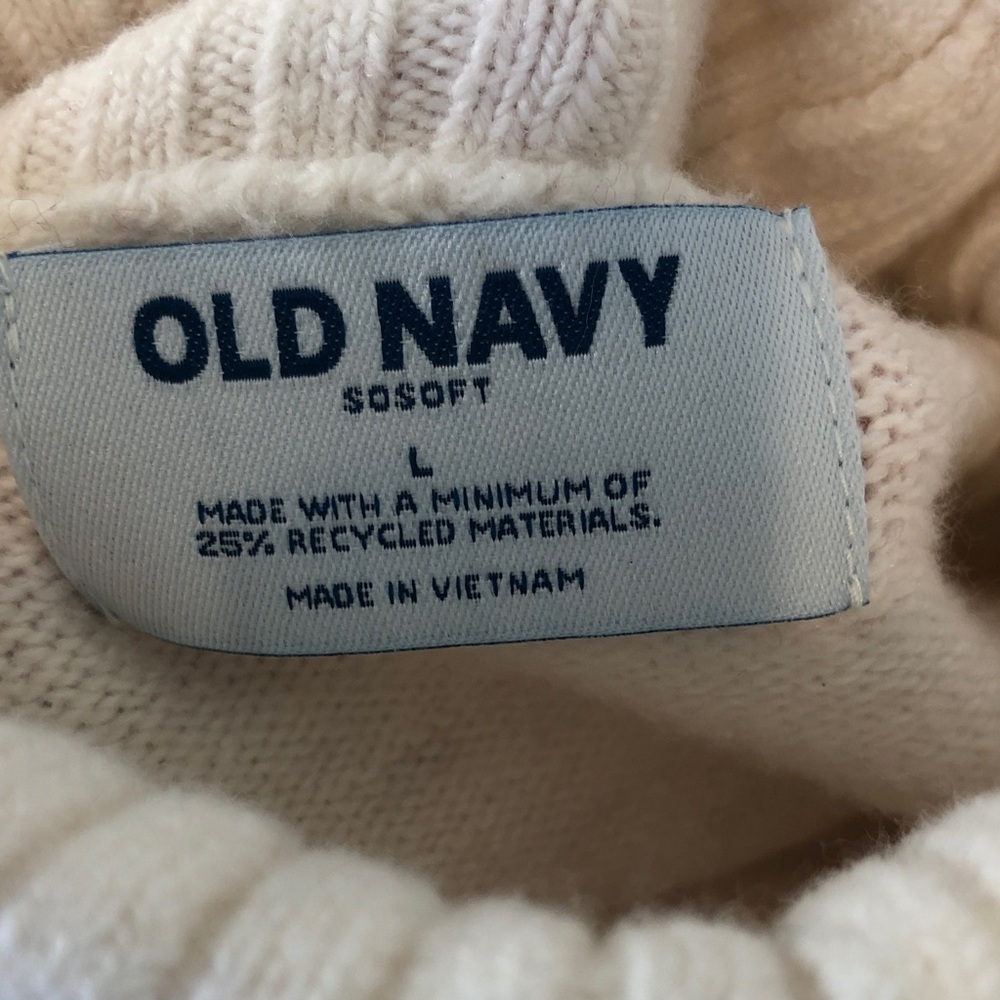 OLD NAVY
SOSOFT
L
MADE WITH A MINIMUM OF
25% RECYCLED MATERIALS.
MADE IN VIETNAM